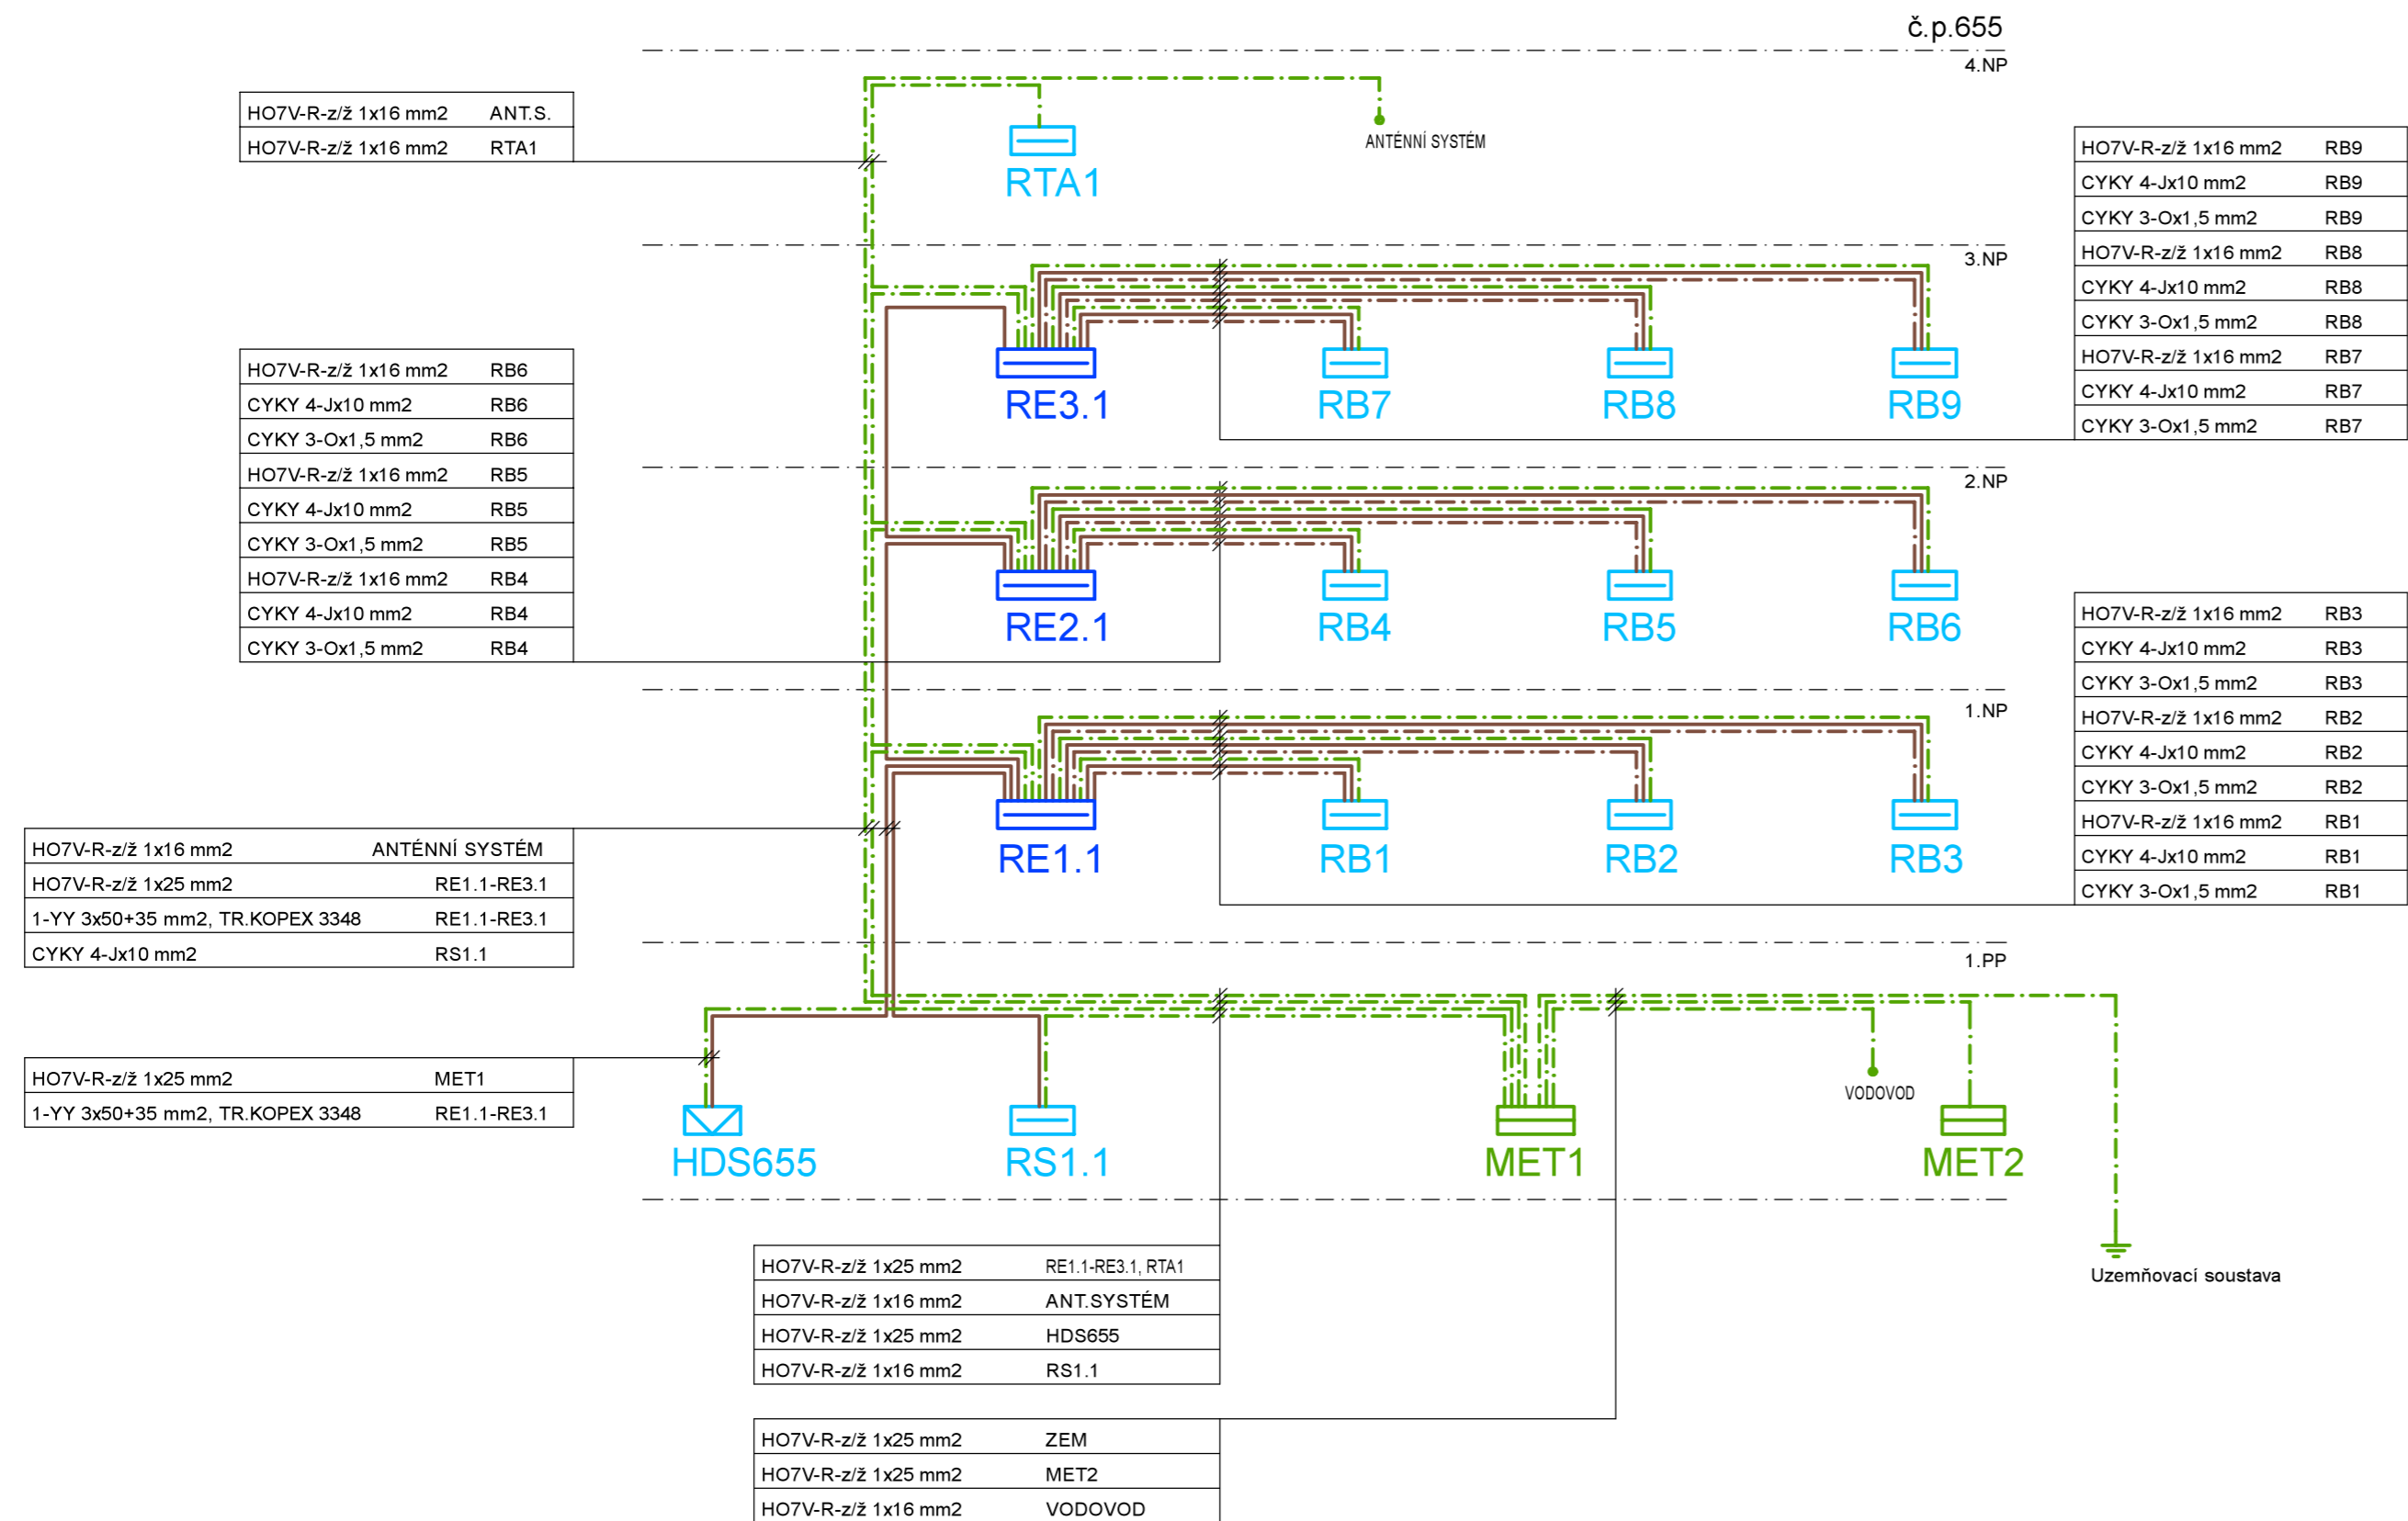 č.p.655
4.NP
HO7V-R-z/ž 1x16 mm2 ANT.S.
HO7V-R-z/ž 1x16 mm2 RTA1
ANTÉNNÍ SYSTÉM
RTA1
HO7V-R-z/ž 1x16 mm2 RB9
CYKY 4-Jx10 mm2 RB9
CYKY 3-Ox1,5 mm2 RB9
HO7V-R-z/ž 1x16 mm2 RB8
CYKY 4-Jx10 mm2 RB8
CYKY 3-Ox1,5 mm2 RB8
HO7V-R-z/ž 1x16 mm2 RB7
CYKY 4-Jx10 mm2 RB7
CYKY 3-Ox1,5 mm2 RB7
3.NP
RE3.1 RB7 RB8 RB9
HO7V-R-z/ž 1x16 mm2 RB6
CYKY 4-Jx10 mm2 RB6
CYKY 3-Ox1,5 mm2 RB6
HO7V-R-z/ž 1x16 mm2 RB5
CYKY 4-Jx10 mm2 RB5
CYKY 3-Ox1,5 mm2 RB5
HO7V-R-z/ž 1x16 mm2 RB4
CYKY 4-Jx10 mm2 RB4
CYKY 3-Ox1,5 mm2 RB4
2.NP
RE2.1 RB4 RB5 RB6
HO7V-R-z/ž 1x16 mm2 RB3
CYKY 4-Jx10 mm2 RB3
CYKY 3-Ox1,5 mm2 RB3
HO7V-R-z/ž 1x16 mm2 RB2
CYKY 4-Jx10 mm2 RB2
CYKY 3-Ox1,5 mm2 RB2
HO7V-R-z/ž 1x16 mm2 RB1
CYKY 4-Jx10 mm2 RB1
CYKY 3-Ox1,5 mm2 RB1
1.NP
RE1.1 RB1 RB2 RB3
HO7V-R-z/ž 1x16 mm2 ANTÉNNÍ SYSTÉM
HO7V-R-z/ž 1x25 mm2 RE1.1-RE3.1
1-YY 3x50+35 mm2, TR.KOPEX 3348 RE1.1-RE3.1
CYKY 4-Jx10 mm2 RS1.1
1.PP
HO7V-R-z/ž 1x25 mm2 MET1
1-YY 3x50+35 mm2, TR.KOPEX 3348 RE1.1-RE3.1
VODOVOD
HDS655 RS1.1 MET1 MET2
HO7V-R-z/ž 1x25 mm2 RE1.1-RE3.1, RTA1
HO7V-R-z/ž 1x16 mm2 ANT.SYSTÉM
HO7V-R-z/ž 1x25 mm2 HDS655
HO7V-R-z/ž 1x16 mm2 RS1.1
Uzemňovací soustava
HO7V-R-z/ž 1x25 mm2 ZEM
HO7V-R-z/ž 1x25 mm2 MET2
HO7V-R-z/ž 1x16 mm2 VODOVOD